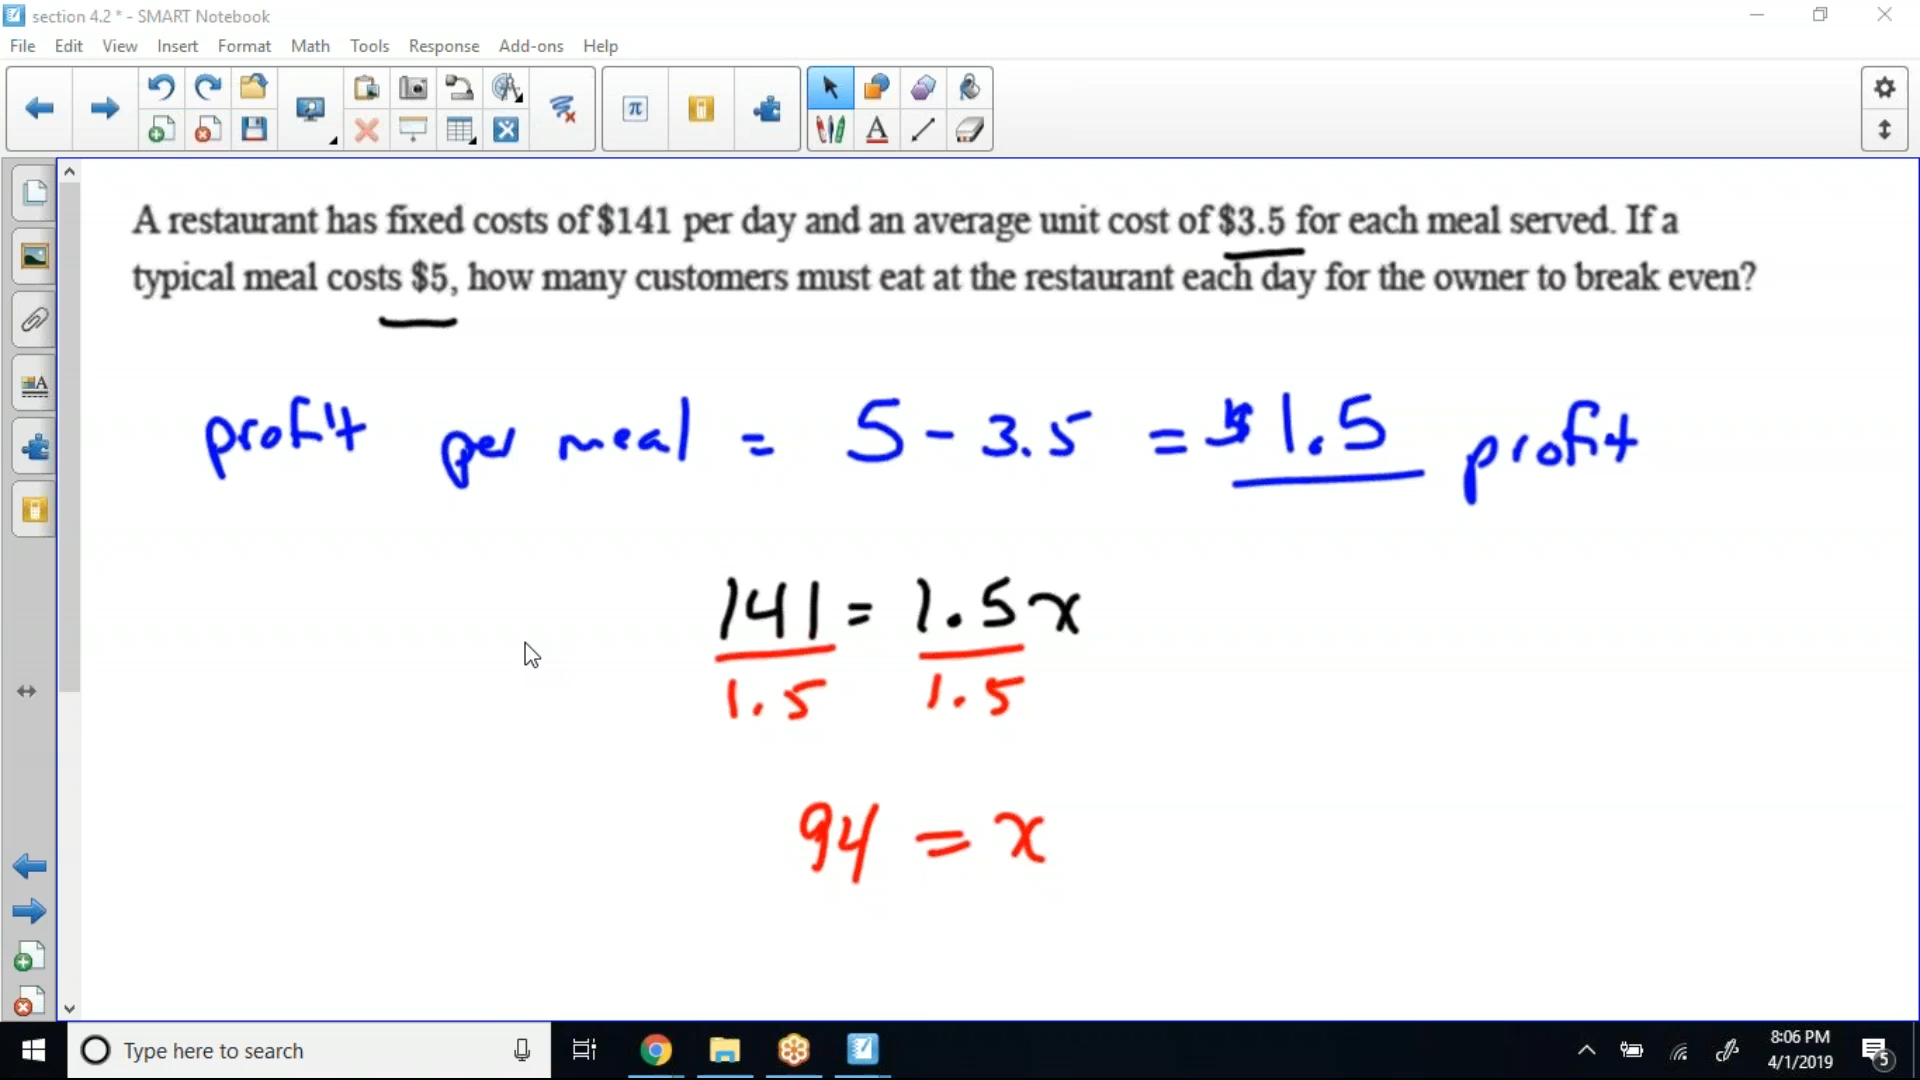 section 4.2 * - SMART Notebook
File Edit View Insert Format Math Tools Response Add-ons Help
π
A
A restaurant has fixed costs of $141 per day and an average unit cost of $3.5 for each meal served. If a
typical meal costs $5, how many customers must eat at the restaurant each day for the owner to break even?
profit per meal = 5 - 3.5 = $1.5 profit
141 = 1.5x
1.5 1.5
94 = x
Type here to search
8:06 PM
4/1/2019
5